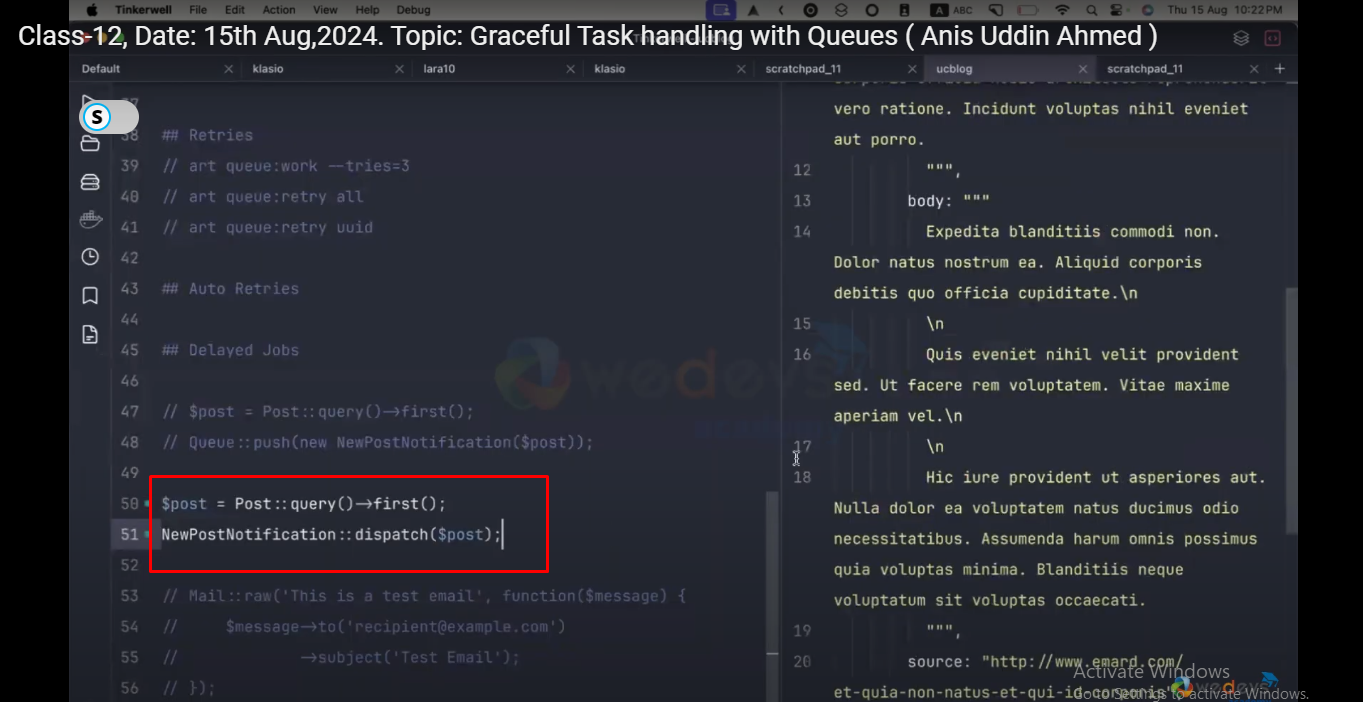 Tinkerwell File Edit Action View Help Debug ABC Thu 15 Aug 10:22 PM
Class-12, Date: 15th Aug,2024. Topic: Graceful Task handling with Queues ( Anis Uddin Ahmed )
Default klasio lara10 klasio scratchpad_11 ucblog scratchpad_11
S
37
38 ## Retries
39 // art queue:work --tries=3
40 // art queue:retry all
41 // art queue:retry uuid
42
43 ## Auto Retries
44
45 ## Delayed Jobs
46
47 // $post = Post::query()->first();
48 // Queue::push(new NewPostNotification($post));
49
50 $post = Post::query()->first();
51 NewPostNotification::dispatch($post);
52
53 // Mail::raw('This is a test email', function($message) {
54 // $message->to('recipient@example.com')
55 // ->subject('Test Email');
56 // });
vero ratione. Incidunt voluptas nihil eveniet
aut porro.
12 """,
13 body: """
14 Expedita blanditiis commodi non.
Dolor natus nostrum ea. Aliquid corporis
debitis quo officia cupiditate.\n
15 \n
16 Quis eveniet nihil velit provident
sed. Ut facere rem voluptatem. Vitae maxime
aperiam vel.\n
17 \n
18 Hic iure provident ut asperiores aut.
Nulla dolor ea voluptatem natus ducimus odio
necessitatibus. Assumenda harum omnis possimus
quia voluptas minima. Blanditiis neque
voluptatum sit voluptas occaecati.
19 """,
20 source: "http://www.emard.com/
et-quia-non-natus-et-qui-id-corporis"
weDevs
Activate Windows
Go to Settings to activate Windows.
weDevs